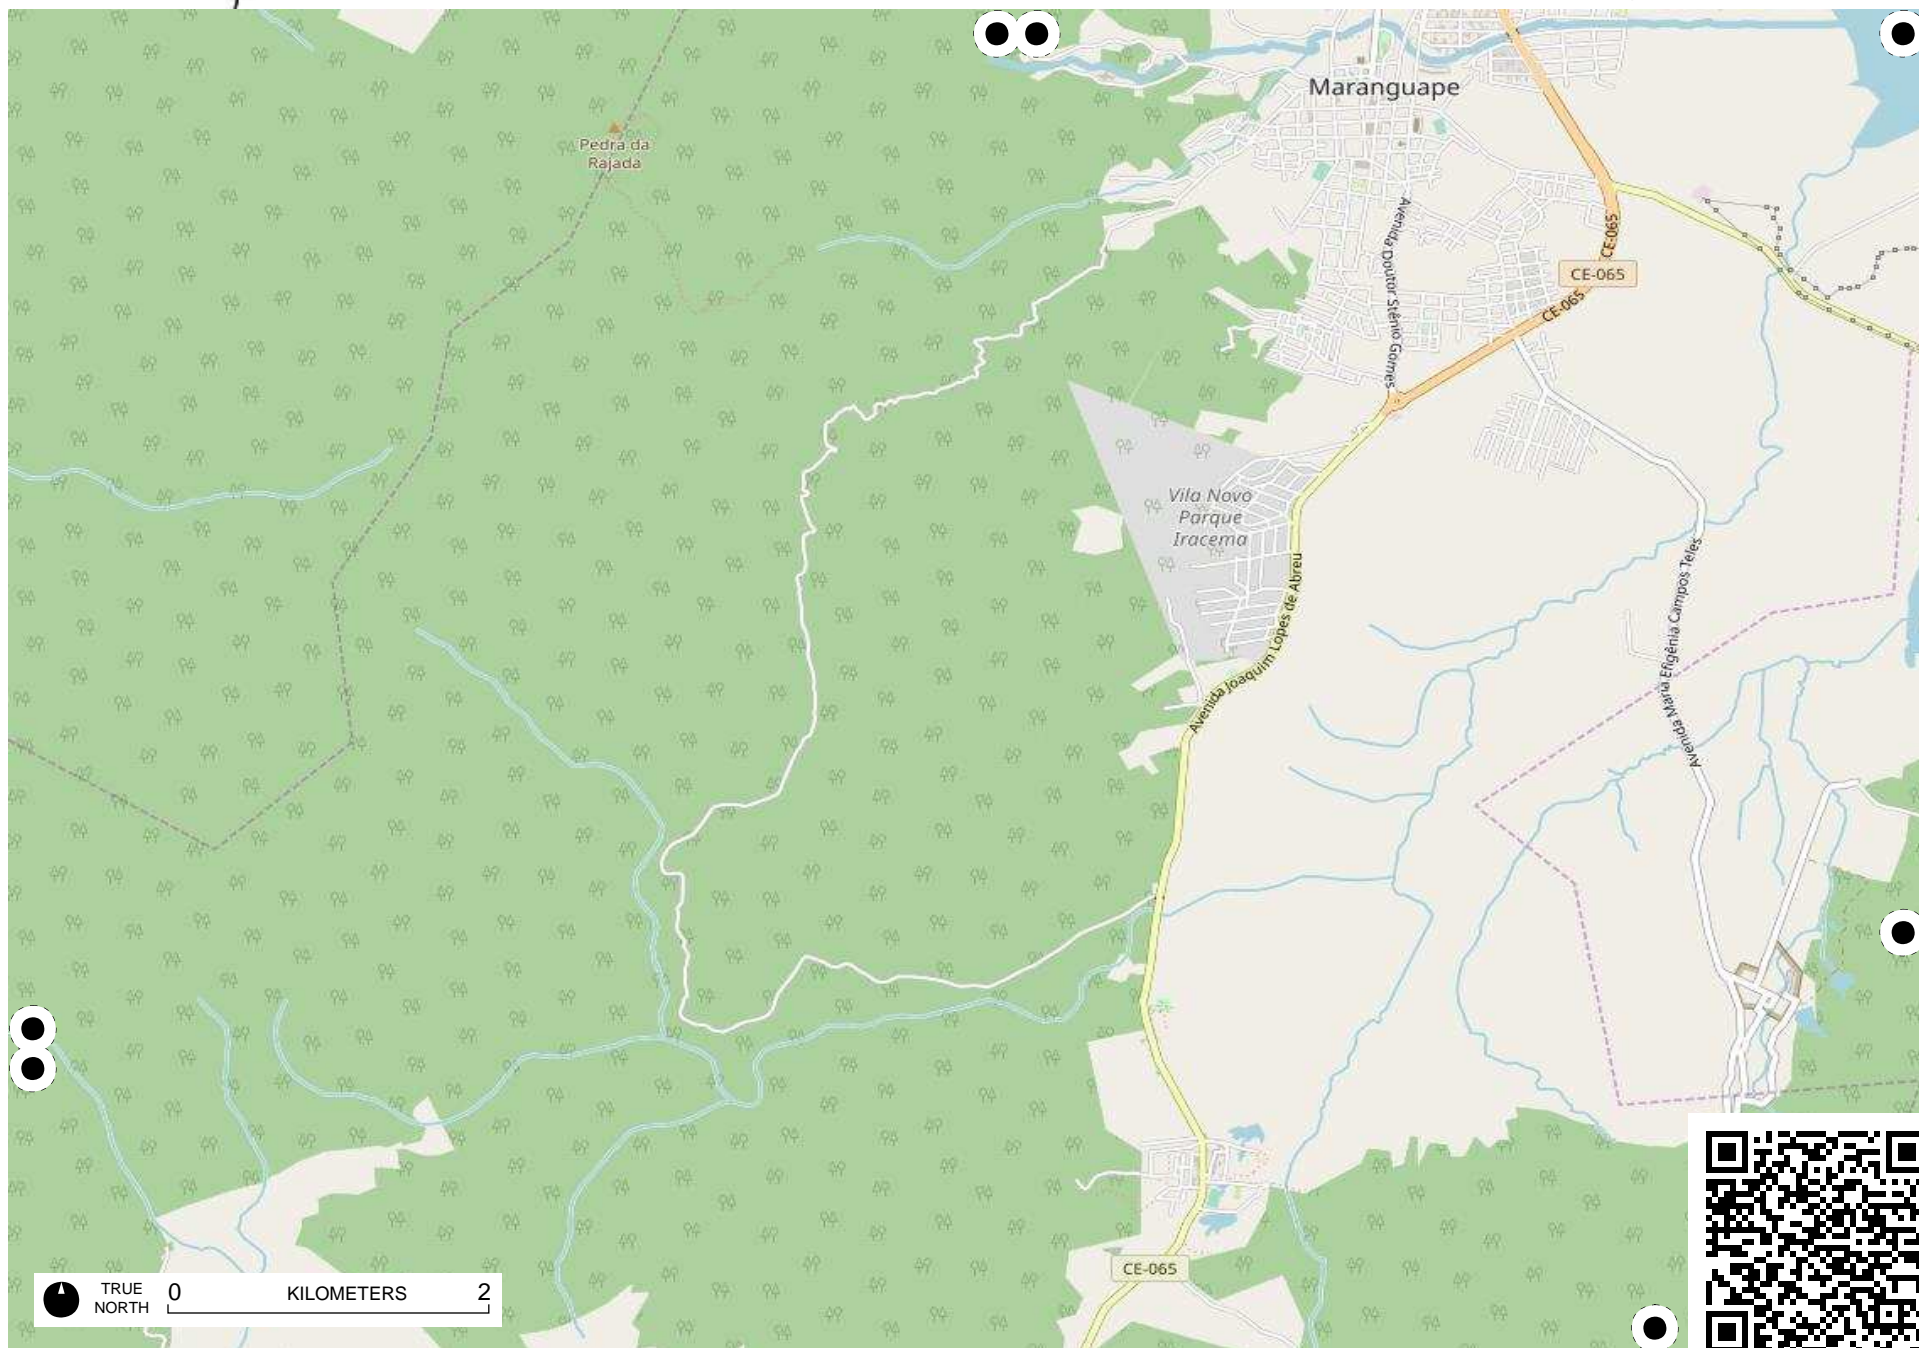 Maranguape
Pedra da
Rajada
Avenida Doutor Stênio Gomes
CE-065
CE-065
CE-065
Vila Novo
Parque
Iracema
Avenida Joaquim Lopes de Abreu
Avenida Maria Efigênia Campos Teles
CE-065
TRUE
NORTH
0 KILOMETERS 2